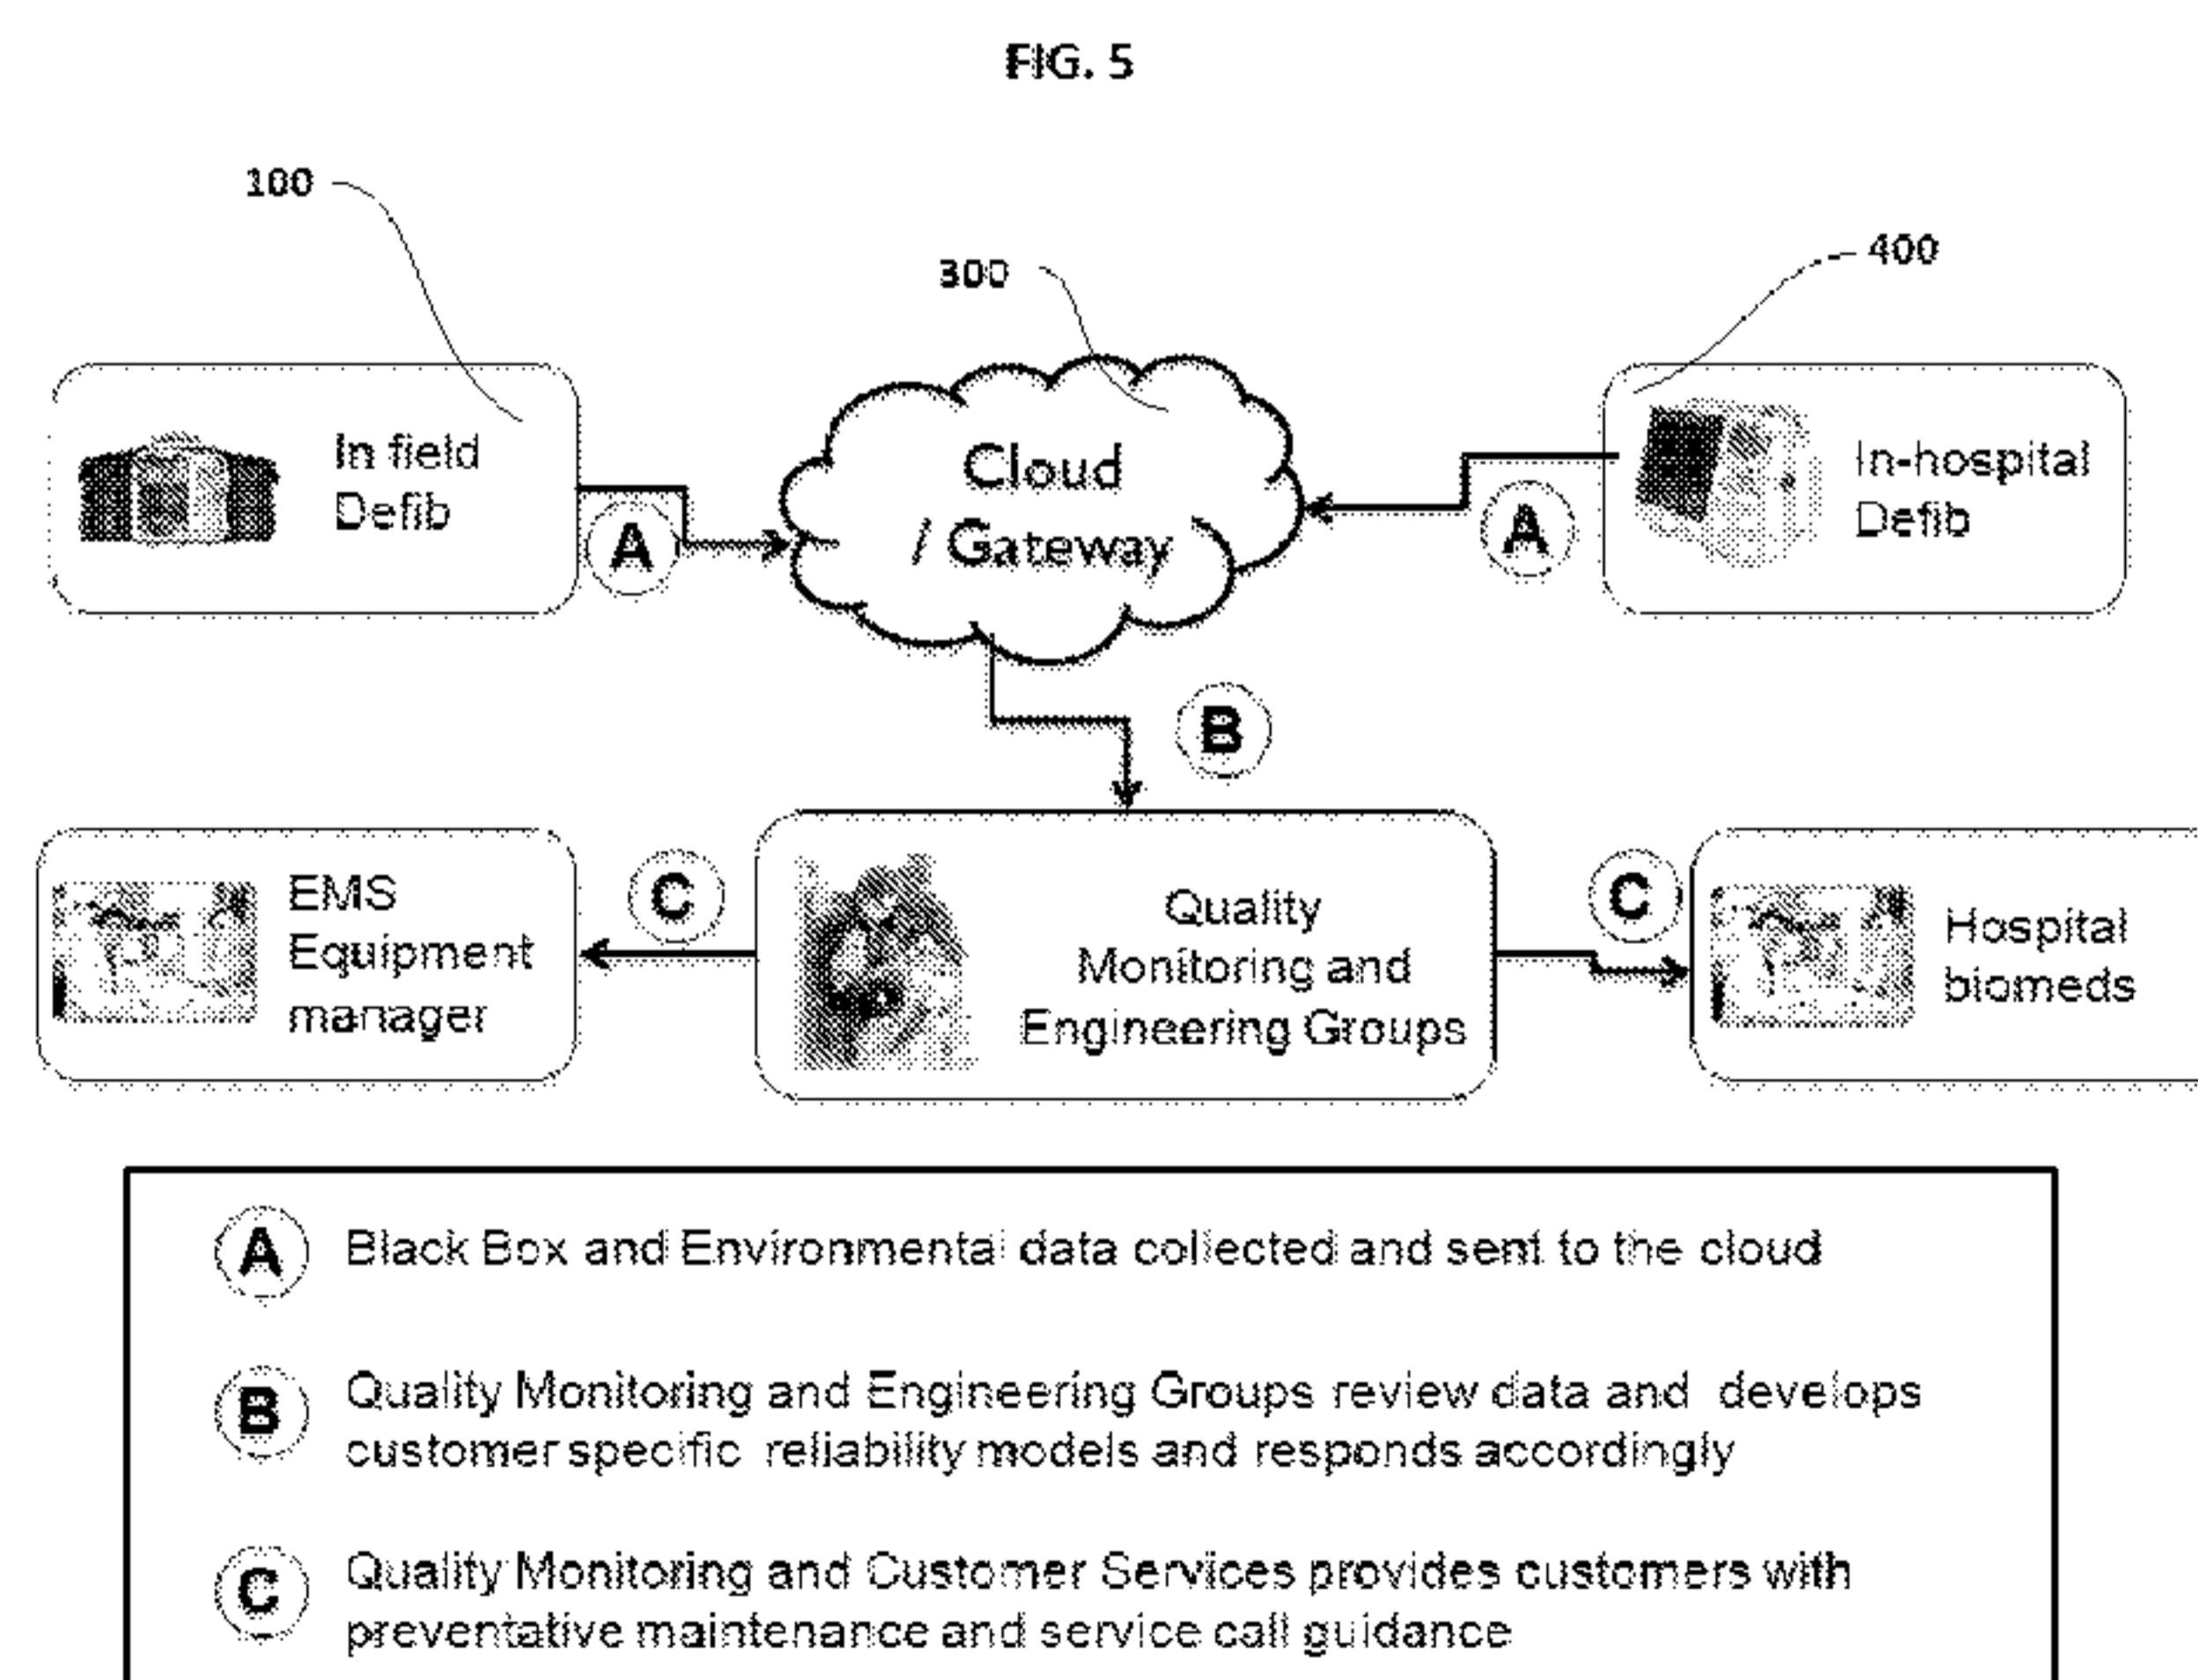 FIG. 5
100
300
400
In field
Defib
A
Cloud
/ Gateway
A
In-hospital
Defib
B
EMS
Equipment
manager
C
Quality
Monitoring and
Engineering Groups
C
Hospital
biomeds
A Black Box and Environmental data collected and sent to the cloud
B Quality Monitoring and Engineering Groups review data and develops
customer specific reliability models and responds accordingly
C Quality Monitoring and Customer Services provides customers with
preventative maintenance and service call guidance